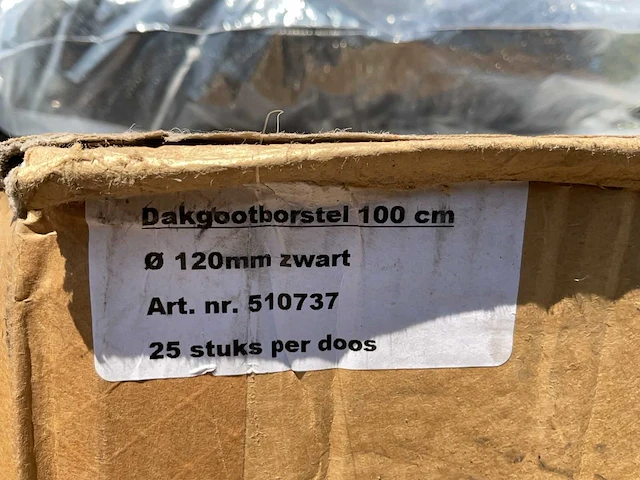 Dakgootborstel 100 cm
Ø 120mm zwart
Art. nr. 510737
25 stuks per doos